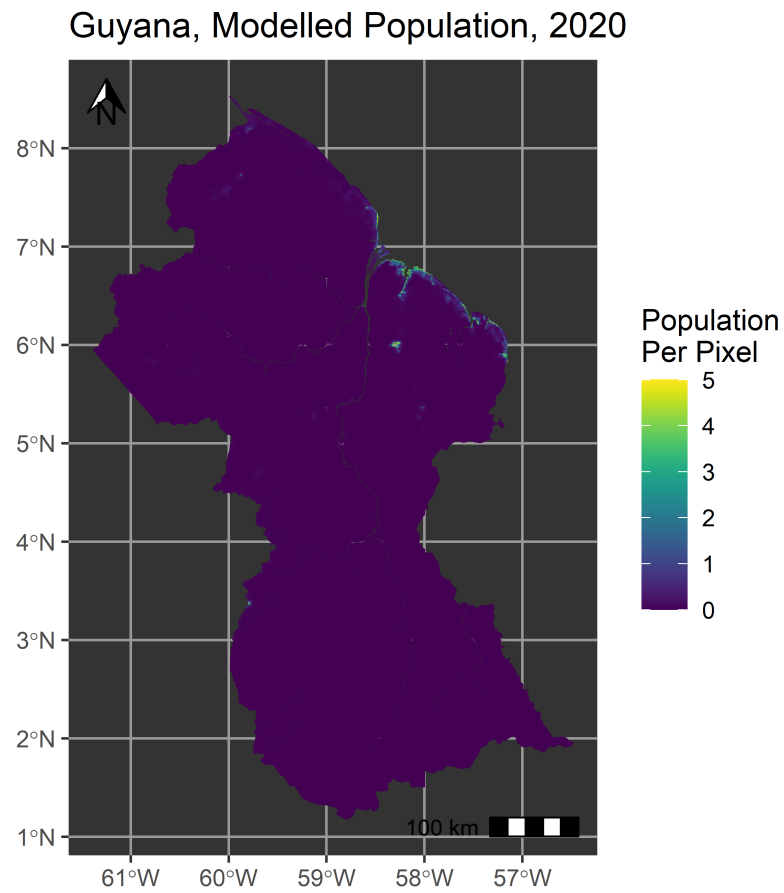 Guyana, Modelled Population, 2020
N
8°N
7°N
6°N
5°N
4°N
3°N
2°N
1°N
100 km
61°W 60°W 59°W 58°W 57°W
Population
Per Pixel
5
4
3
2
1
0